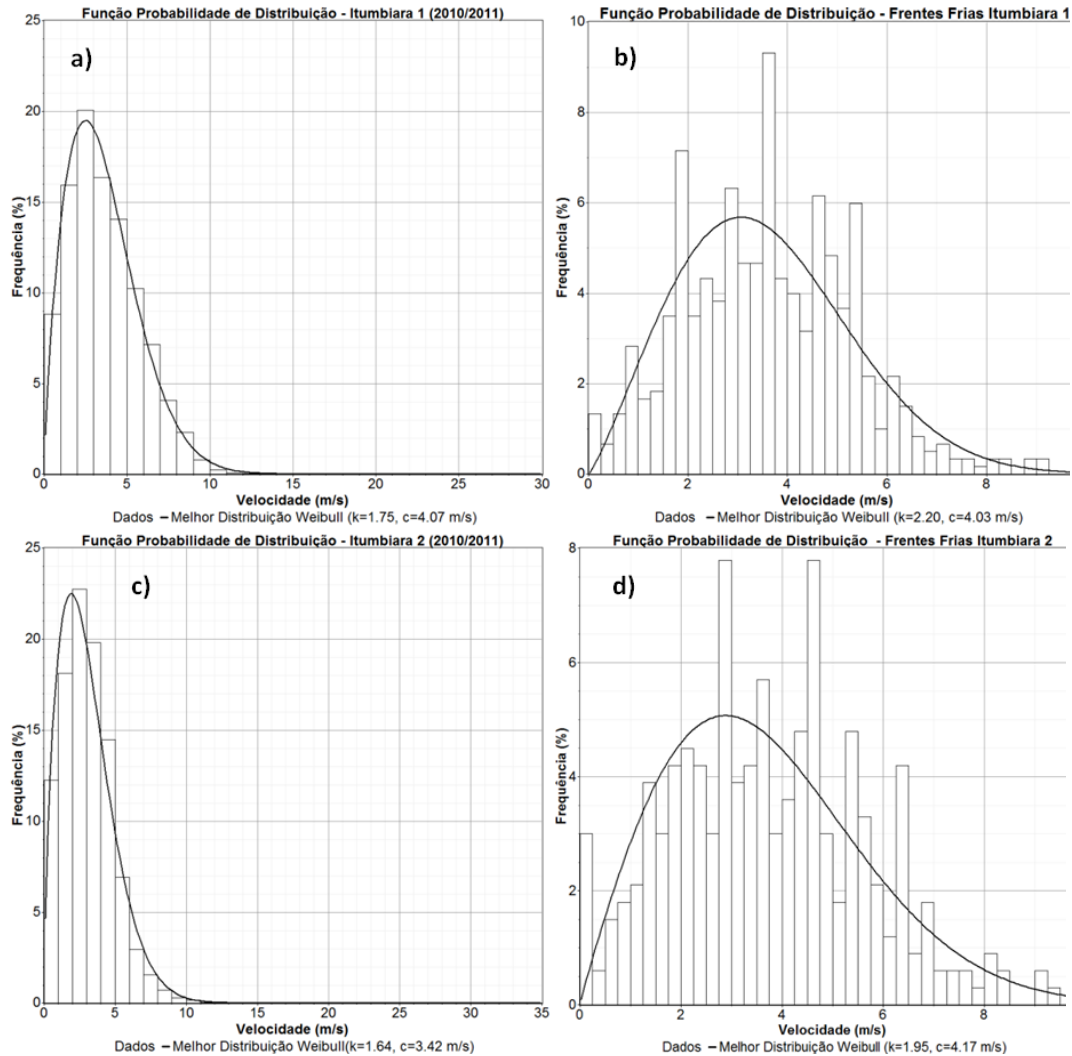 Função Probabilidade de Distribuição - Itumbiara 1 (2010/2011)
a)
25
20
15
10
5
0
Frequência (%)
0 5 10 15 20 25 30
Velocidade (m/s)
Dados – Melhor Distribuição Weibull (k=1.75, c=4.07 m/s)
Função Probabilidade de Distribuição - Frentes Frias Itumbiara 1
b)
10
8
6
4
2
0
Frequência (%)
0 2 4 6 8
Velocidade (m/s)
Dados – Melhor Distribuição Weibull (k=2.20, c=4.03 m/s)
Função Probabilidade de Distribuição - Itumbiara 2 (2010/2011)
c)
25
20
15
10
5
0
Frequência (%)
0 5 10 15 20 25 30 35
Velocidade (m/s)
Dados – Melhor Distribuição Weibull(k=1.64, c=3.42 m/s)
Função Probabilidade de Distribuição - Frentes Frias Itumbiara 2
d)
8
6
4
2
0
Frequência (%)
0 2 4 6 8
Velocidade (m/s)
Dados – Melhor Distribuição Weibull (k=1.95, c=4.17 m/s)